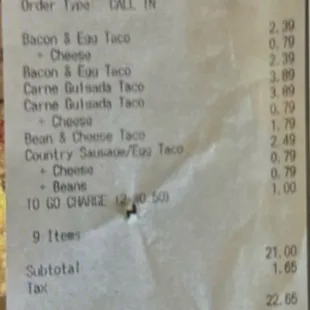 Order Type: CALL IN
Bacon & Egg Taco 2.39
+ Cheese 0.79
Bacon & Egg Taco 2.39
Carne Guisada Taco 3.89
Carne Guisada Taco 3.89
+ Cheese 0.79
Bean & Cheese Taco 1.79
Country Sausage/Egg Taco 2.49
+ Cheese 0.79
+ Beans 0.79
TO GO CHARGE (2 @0.50) 1.00
9 Items
Subtotal 21.00
Tax 1.65
22.65